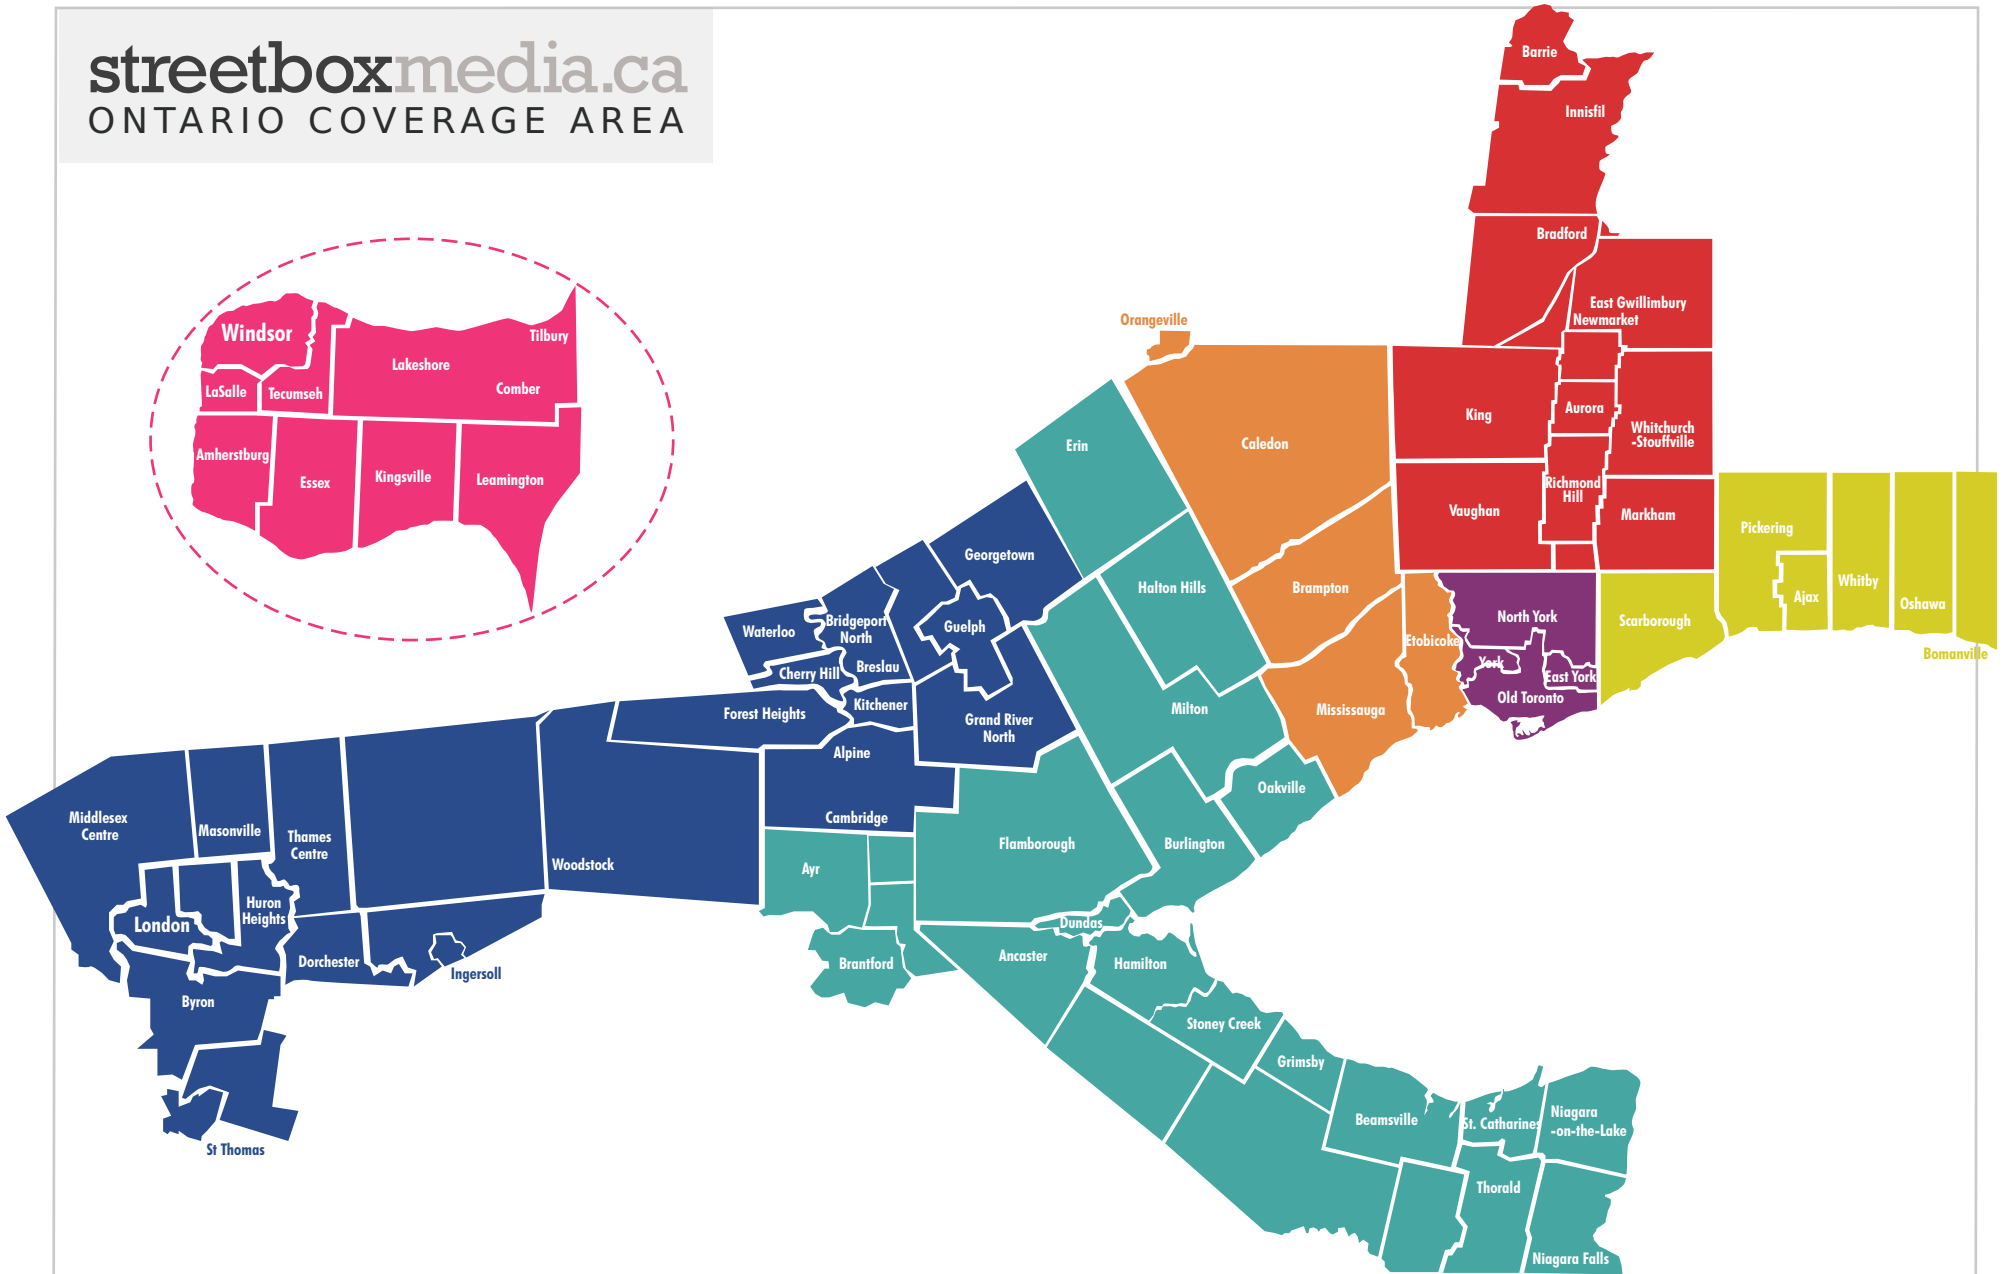 streetboxmedia.ca
ONTARIO COVERAGE AREA
Barrie
Innisfil
Bradford
East Gwillimbury
Newmarket
King
Aurora
Whitchurch
-Stouffville
Vaughan
Richmond
Hill
Markham
Orangeville
Caledon
Brampton
Mississauga
Etobicoke
North York
York
East York
Old Toronto
Scarborough
Pickering
Ajax
Whitby
Oshawa
Bomanville
Windsor
LaSalle
Tecumseh
Lakeshore
Tilbury
Comber
Amherstburg
Essex
Kingsville
Leamington
Erin
Halton Hills
Milton
Oakville
Burlington
Flamborough
Dundas
Ancaster
Hamilton
Stoney Creek
Grimsby
Beamsville
St. Catharines
Niagara
-on-the-Lake
Thorald
Niagara Falls
Ayr
Brantford
Georgetown
Guelph
Grand River
North
Waterloo
Bridgeport
North
Breslau
Cherry Hill
Kitchener
Forest Heights
Alpine
Cambridge
Woodstock
Middlesex
Centre
Masonville
Thames
Centre
London
Huron
Heights
Dorchester
Ingersoll
Byron
St Thomas